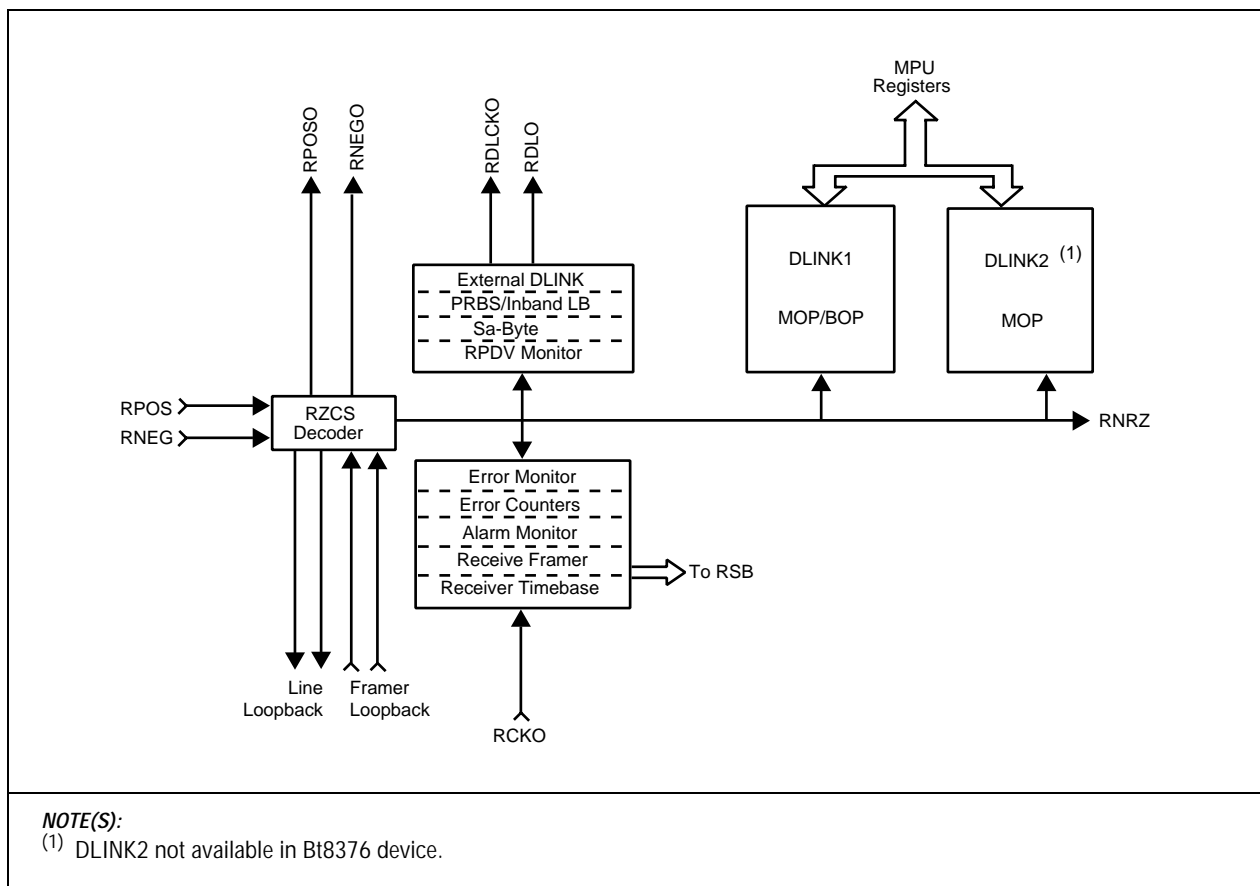 MPU
Registers
RPOSO
RNEGO
RDLCKO
RDLO
External DLINK
PRBS/Inband LB
Sa-Byte
RPDV Monitor
DLINK1
MOP/BOP
DLINK2 (1)
MOP
RPOS
RNEG
RZCS
Decoder
RNRZ
Error Monitor
Error Counters
Alarm Monitor
Receive Framer
Receiver Timebase
To RSB
Line
Loopback
Framer
Loopback
RCKO
NOTE(S):
(1) DLINK2 not available in Bt8376 device.